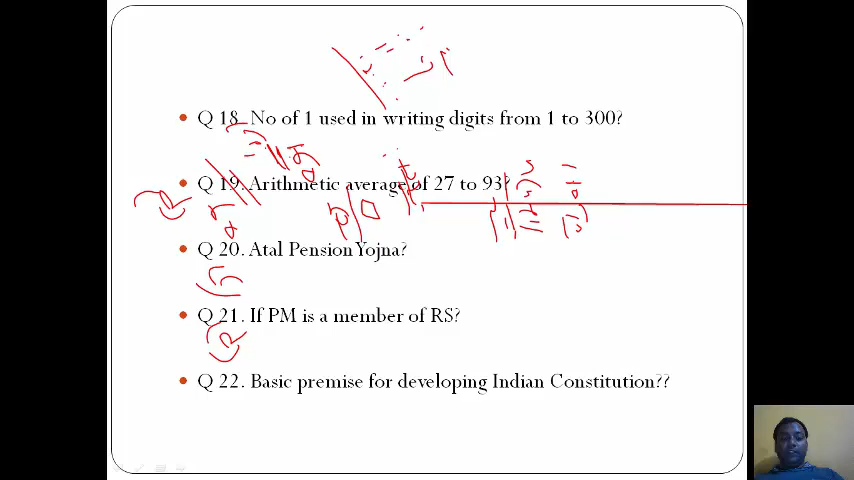 Q 18. No of 1 used in writing digits from 1 to 300?
Q 19. Arithmetic average of 27 to 93?
Q 20. Atal Pension Yojna?
Q 21. If PM is a member of RS?
Q 22. Basic premise for developing Indian Constitution??